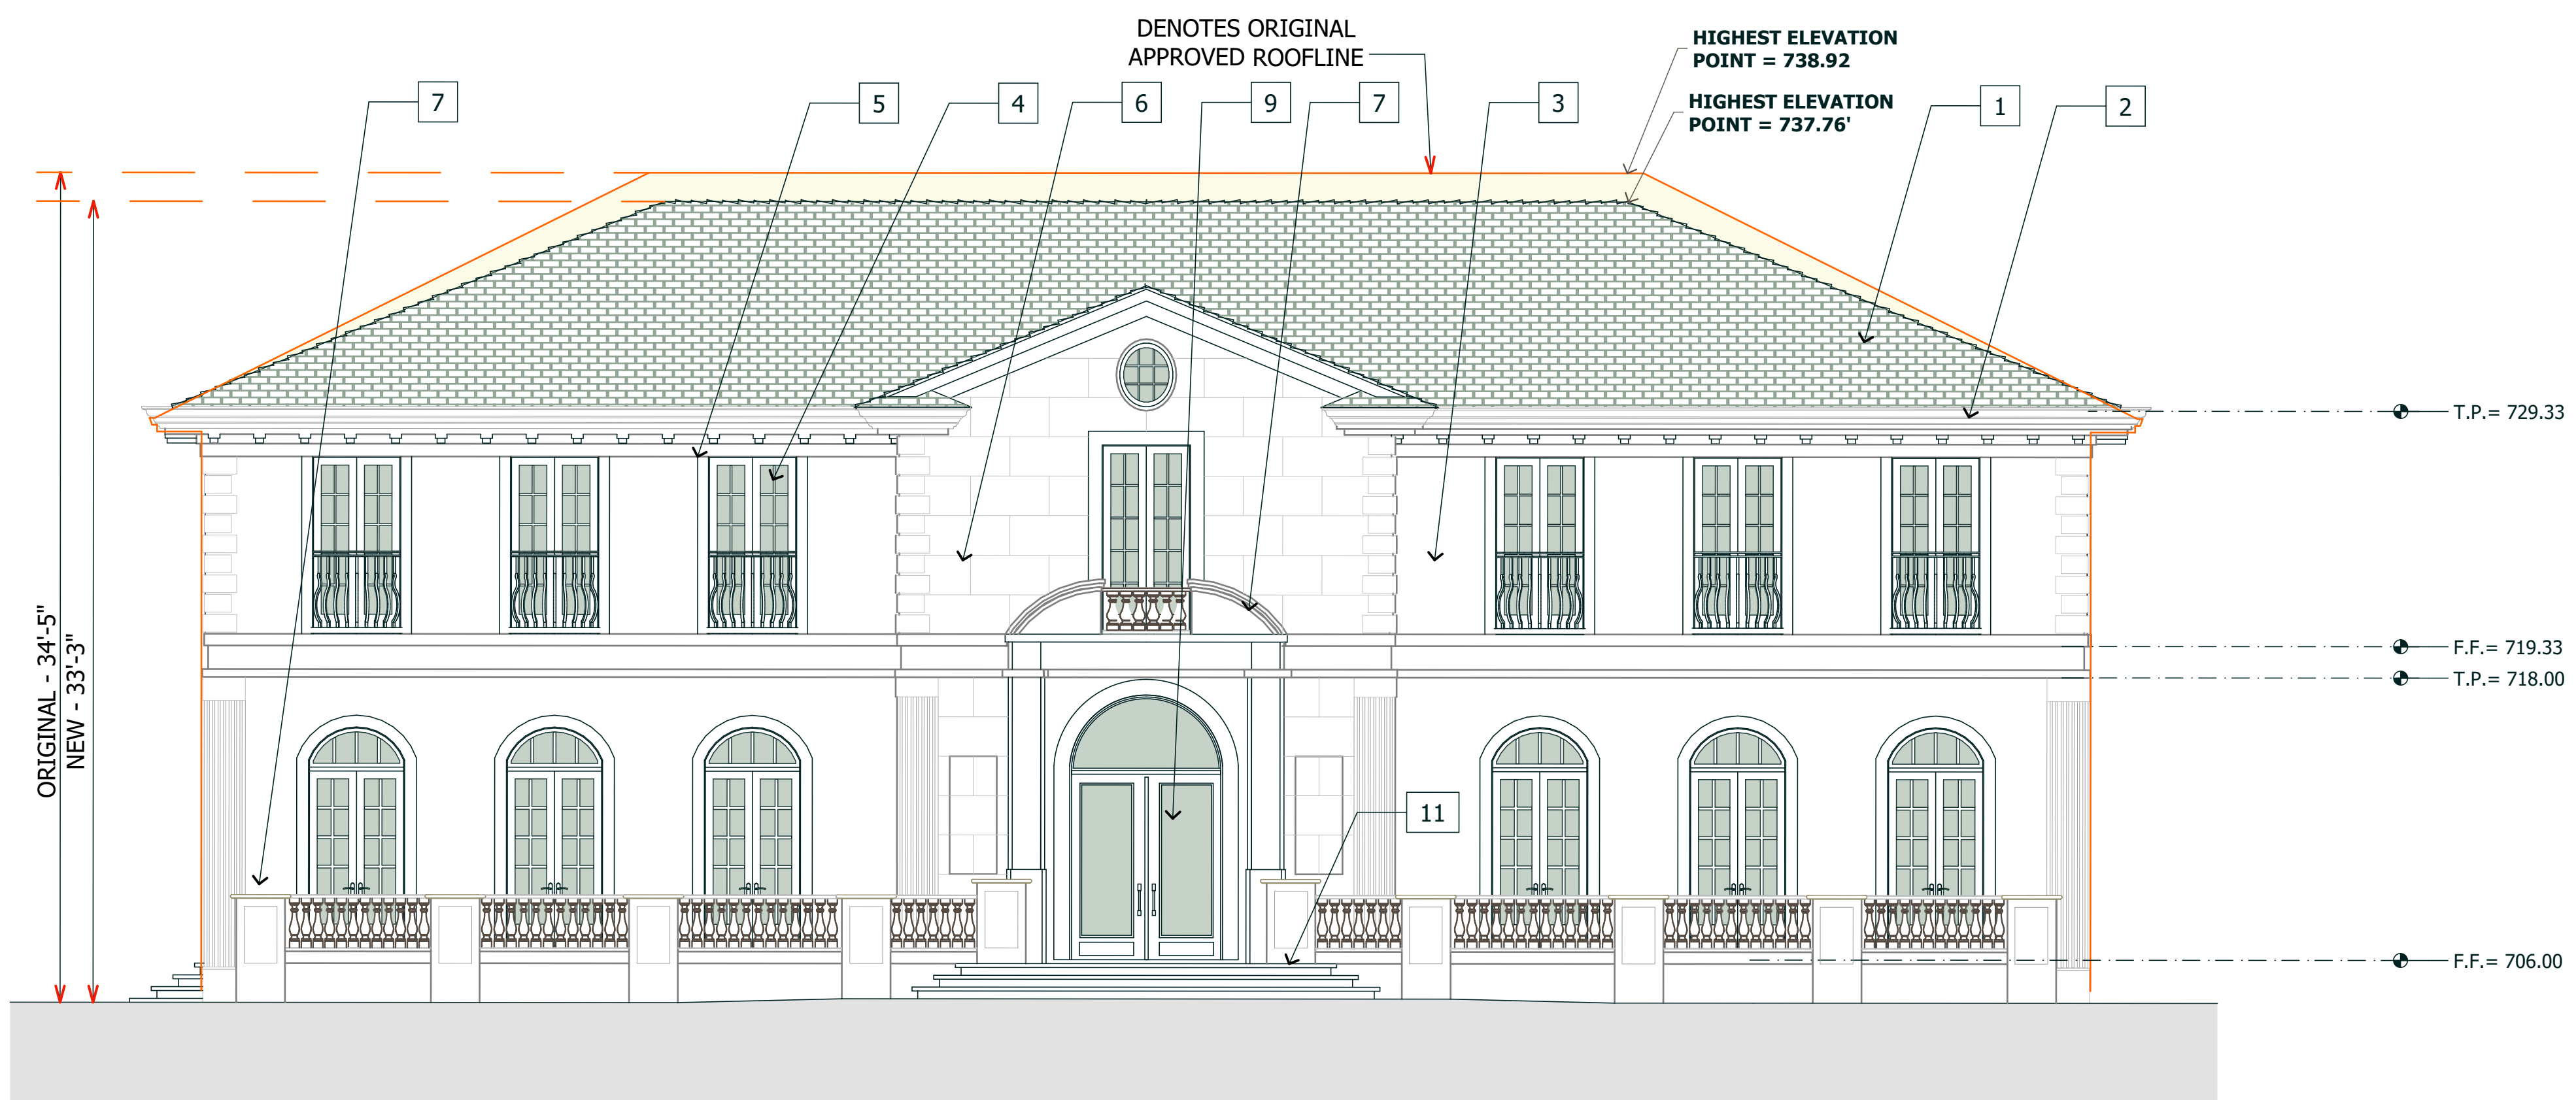 DENOTES ORIGINAL
APPROVED ROOFLINE
HIGHEST ELEVATION
POINT = 738.92
HIGHEST ELEVATION
POINT = 737.76'
7
5
4
6
9
7
3
1
2
T.P.= 729.33
ORIGINAL - 34'-5"
NEW - 33'-3"
F.F.= 719.33
T.P.= 718.00
11
F.F.= 706.00